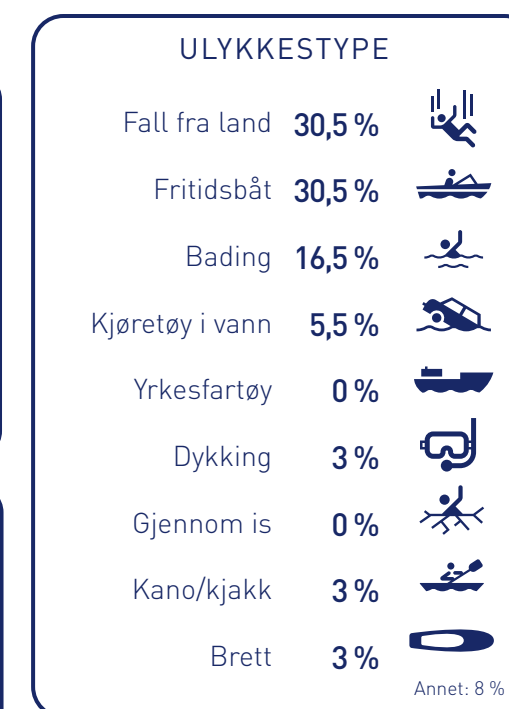 ULYKKESTYPE
Fall fra land 30,5 %
Fritidsbåt 30,5 %
Bading 16,5 %
Kjøretøy i vann 5,5 %
Yrkesfartøy 0 %
Dykking 3 %
Gjennom is 0 %
Kano/kjakk 3 %
Brett 3 %
Annet: 8 %